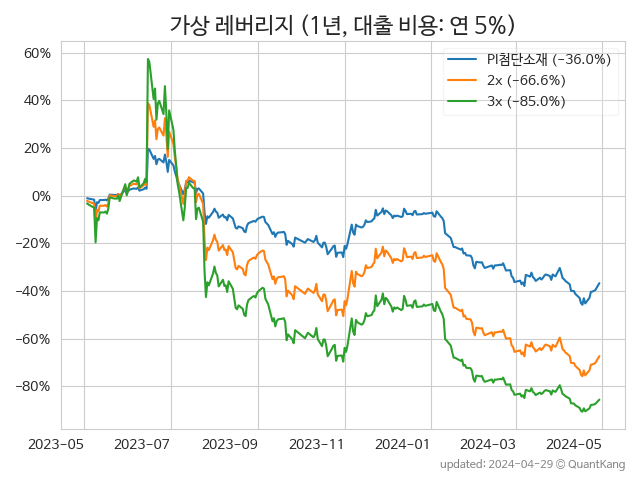 가상 레버리지 (1년, 대출 비용: 연 5%)
PI첨단소재 (-36.0%)
2x (-66.6%)
3x (-85.0%)
60%
40%
20%
0%
−20%
−40%
−60%
−80%
2023-05 2023-07 2023-09 2023-11 2024-01 2024-03 2024-05
updated: 2024-04-29 © QuantKang